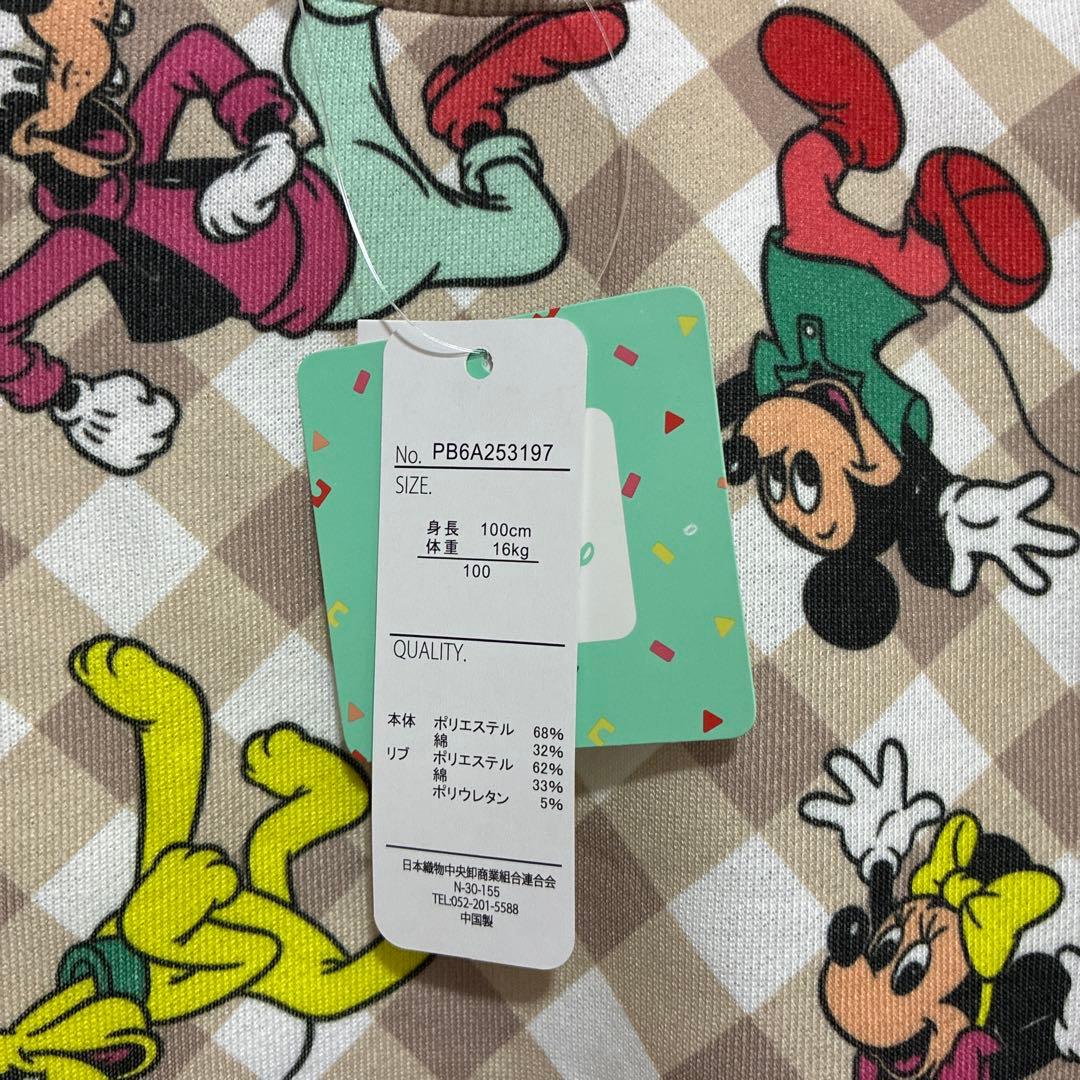 No. PB6A253197
SIZE.
身長 100cm
体重 16kg
100
QUALITY.
本体 ポリエステル 68%
綿 32%
リブ ポリエステル 62%
綿 33%
ポリウレタン 5%
日本織物中央卸商業組合連合会
N-30-155
TEL:052-201-5588
中国製